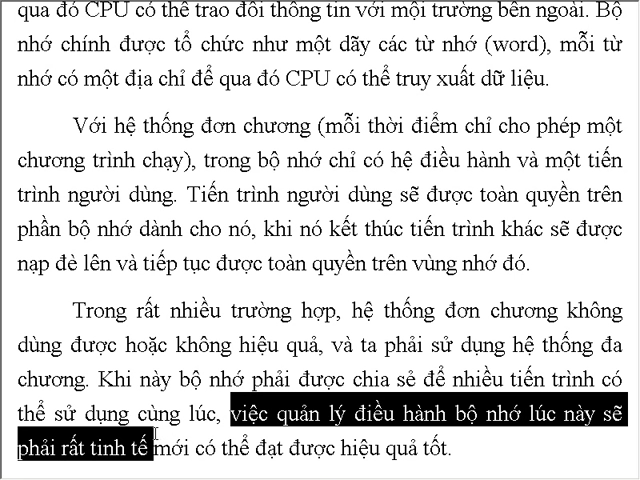 qua đó CPU có thể trao đổi thông tin với môi trường bên ngoài. Bộ
nhớ chính được tổ chức như một dãy các từ nhớ (word), mỗi từ
nhớ có một địa chỉ để qua đó CPU có thể truy xuất dữ liệu.
Với hệ thống đơn chương (mỗi thời điểm chỉ cho phép một
chương trình chạy), trong bộ nhớ chỉ có hệ điều hành và một tiến
trình người dùng. Tiến trình người dùng sẽ được toàn quyền trên
phần bộ nhớ dành cho nó, khi nó kết thúc tiến trình khác sẽ được
nạp đè lên và tiếp tục được toàn quyền trên vùng nhớ đó.
Trong rất nhiều trường hợp, hệ thống đơn chương không
dùng được hoặc không hiệu quả, và ta phải sử dụng hệ thống đa
chương. Khi này bộ nhớ phải được chia sẻ để nhiều tiến trình có
thể sử dụng cùng lúc, việc quản lý điều hành bộ nhớ lúc này sẽ
phải rất tinh tế mới có thể đạt được hiệu quả tốt.